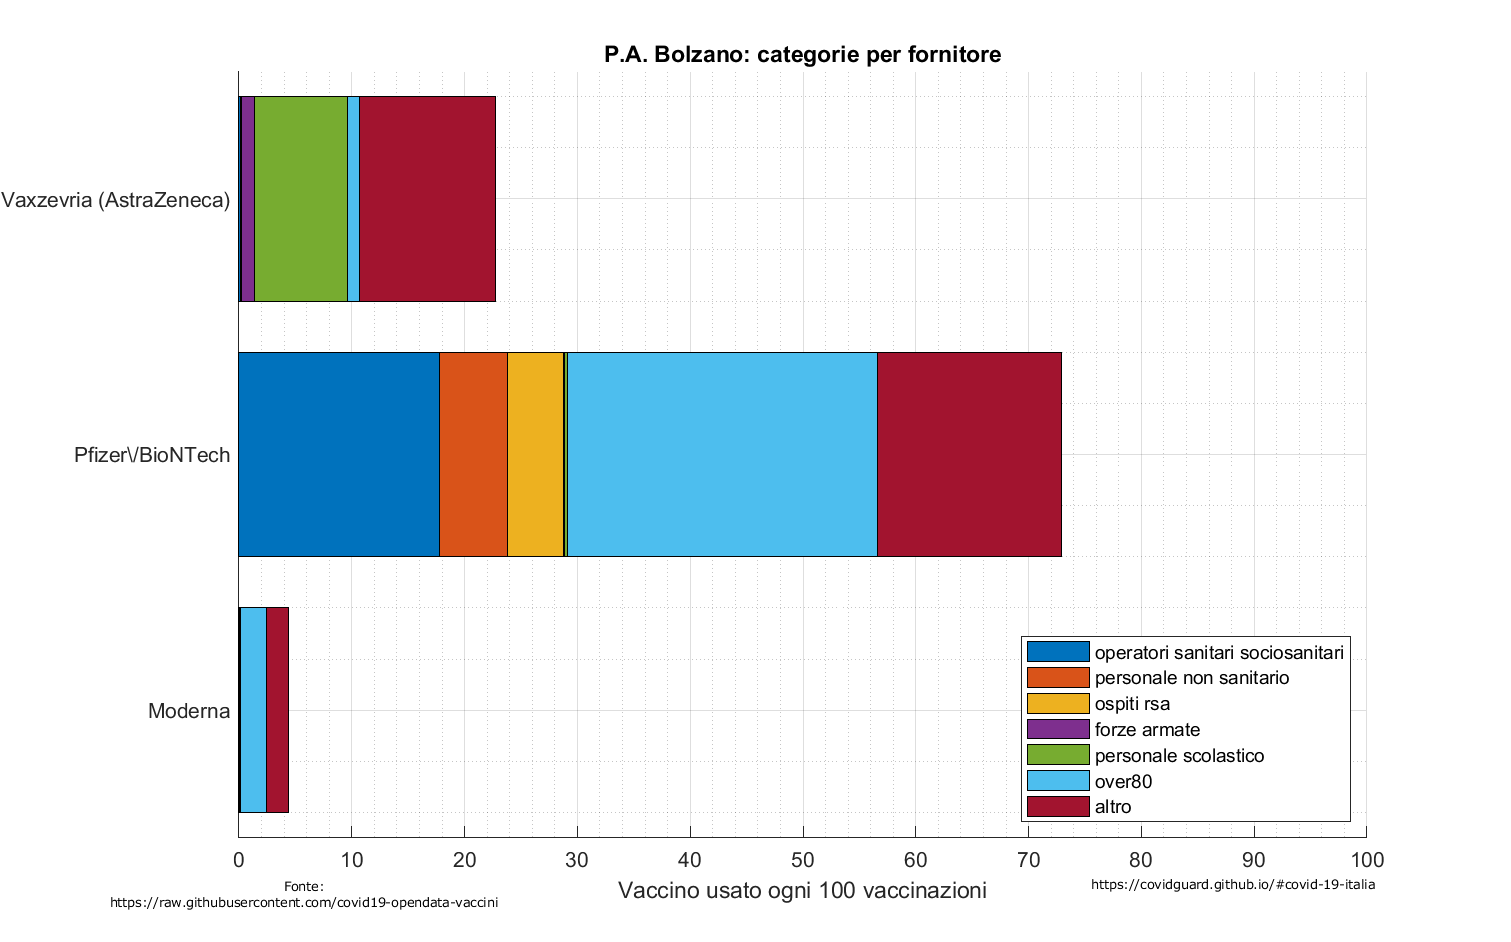 P.A. Bolzano: categorie per fornitore
Vaxzevria (AstraZeneca)
Pfizer\/BioNTech
Moderna
operatori sanitari sociosanitari
personale non sanitario
ospiti rsa
forze armate
personale scolastico
over80
altro
0 10 20 30 40 50 60 70 80 90 100
Vaccino usato ogni 100 vaccinazioni
Fonte:
https://raw.githubusercontent.com/covid19-opendata-vaccini
https://covidguard.github.io/#covid-19-italia